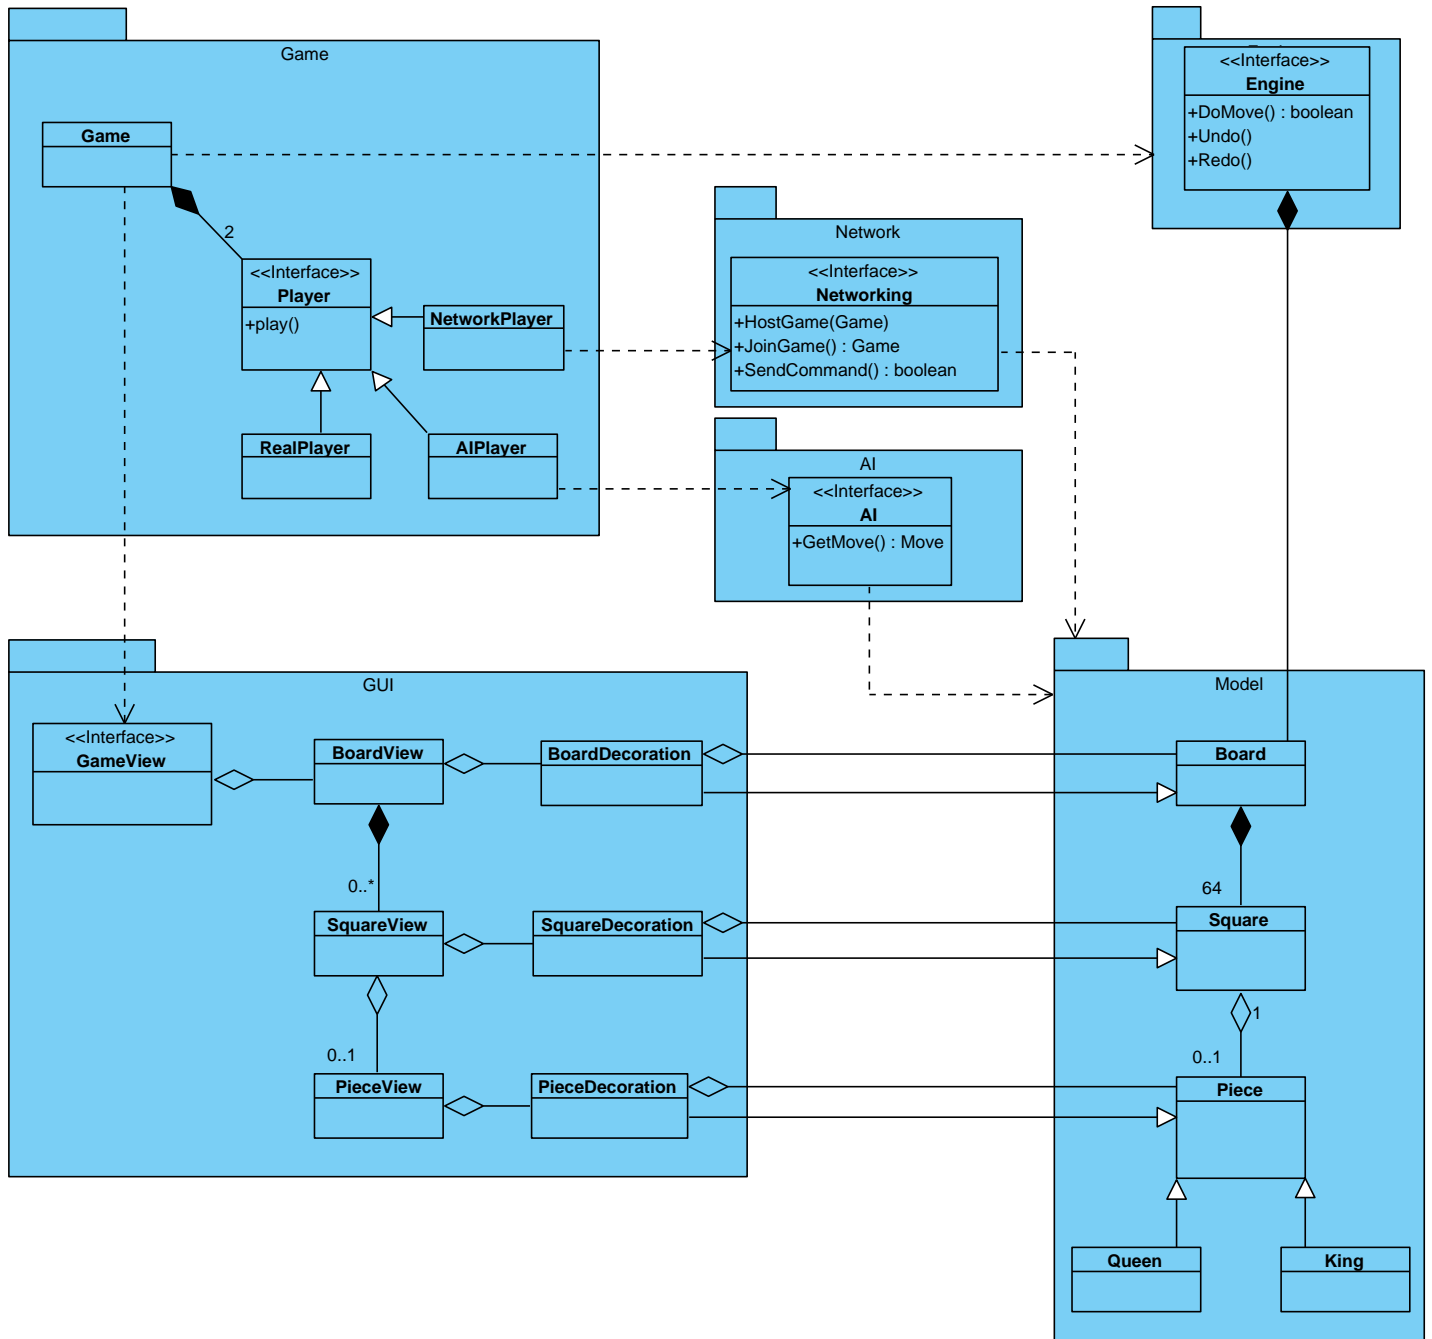 Game
Game
2
<<Interface>>
Player
+play()
NetworkPlayer
RealPlayer
AIPlayer
<<Interface>>
Engine
+DoMove() : boolean
+Undo()
+Redo()
Network
<<Interface>>
Networking
+HostGame(Game)
+JoinGame() : Game
+SendCommand() : boolean
AI
<<Interface>>
AI
+GetMove() : Move
GUI
<<Interface>>
GameView
BoardView
BoardDecoration
0..*
SquareView
SquareDecoration
0..1
PieceView
PieceDecoration
Model
Board
64
Square
1
0..1
Piece
Queen
King